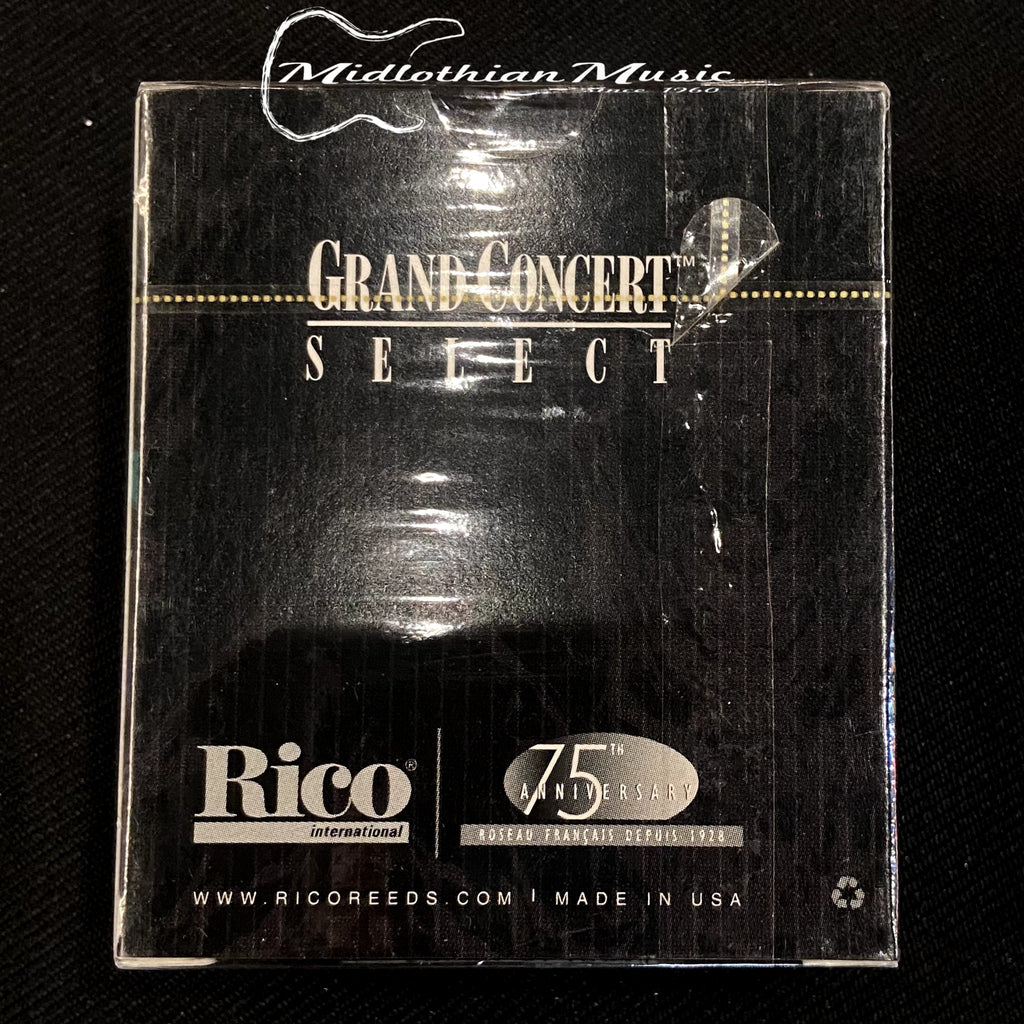 Midlothian Music
Since 1960
GRAND CONCERT™
SELECT
Rico®
international
75TH
ANNIVERSARY
ROSEAU FRANÇAIS DEPUIS 1928
WWW.RICOREEDS.COM | MADE IN USA